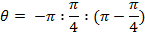 θ = −π : π/4 : (π − π/4)